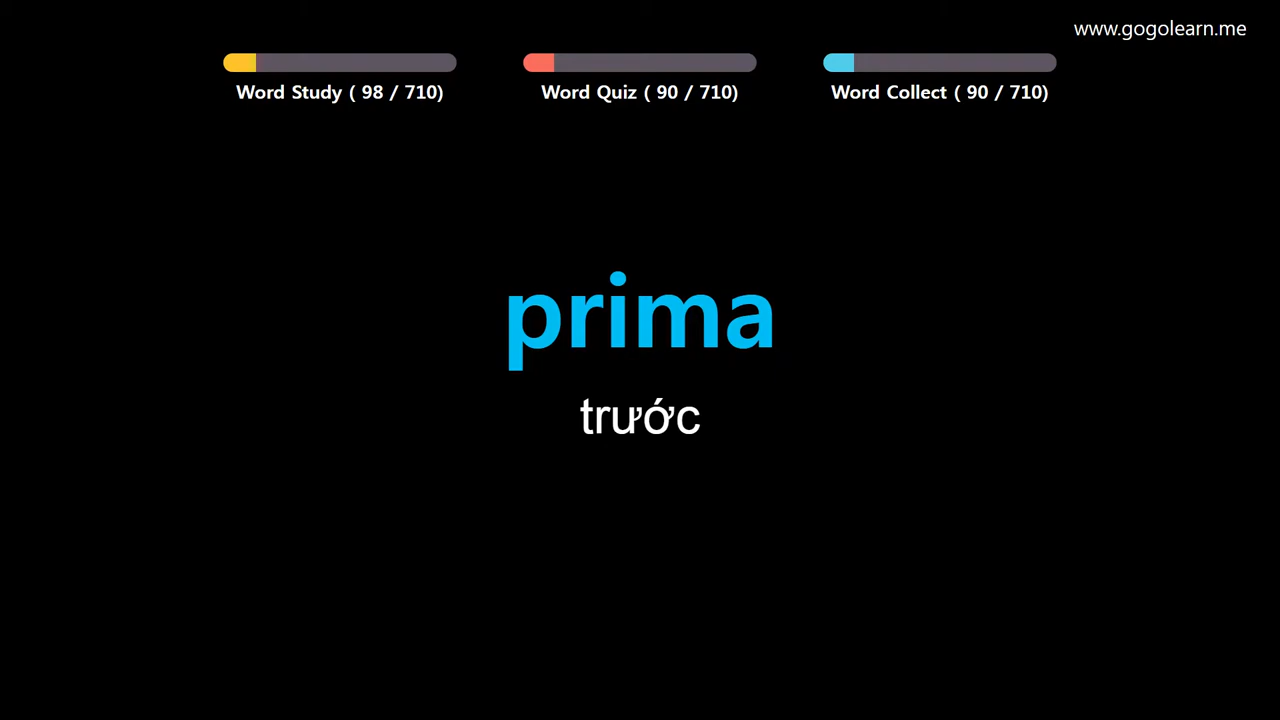 www.gogolearn.me
Word Study ( 98 / 710)
Word Quiz ( 90 / 710)
Word Collect ( 90 / 710)
prima
trước